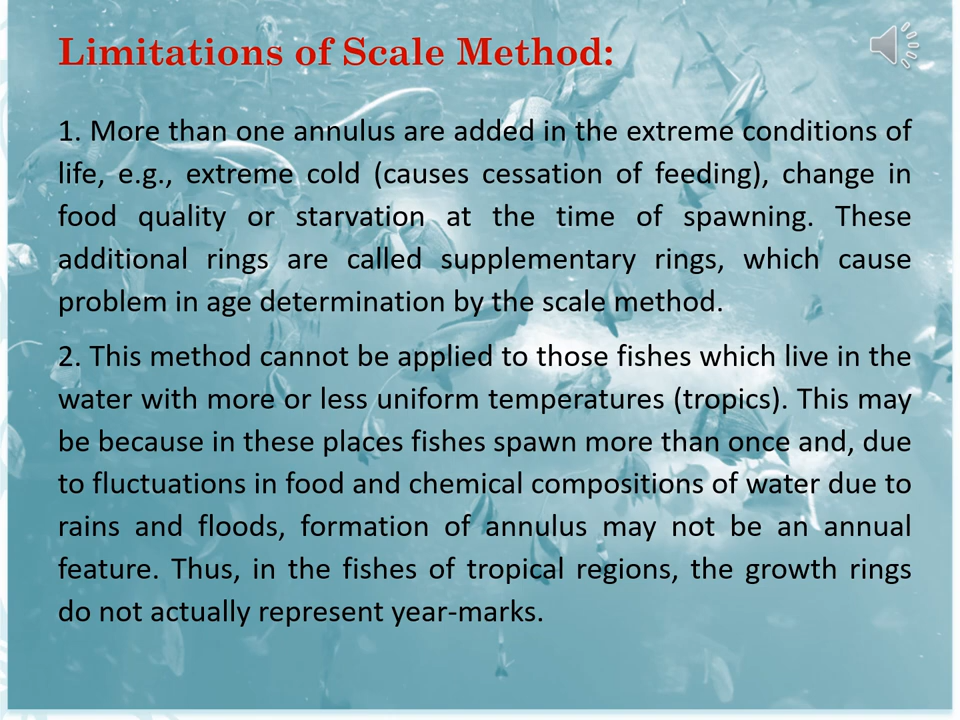 Limitations of Scale Method:
1. More than one annulus are added in the extreme conditions of
life, e.g., extreme cold (causes cessation of feeding), change in
food quality or starvation at the time of spawning. These
additional rings are called supplementary rings, which cause
problem in age determination by the scale method.
2. This method cannot be applied to those fishes which live in the
water with more or less uniform temperatures (tropics). This may
be because in these places fishes spawn more than once and, due
to fluctuations in food and chemical compositions of water due to
rains and floods, formation of annulus may not be an annual
feature. Thus, in the fishes of tropical regions, the growth rings
do not actually represent year-marks.